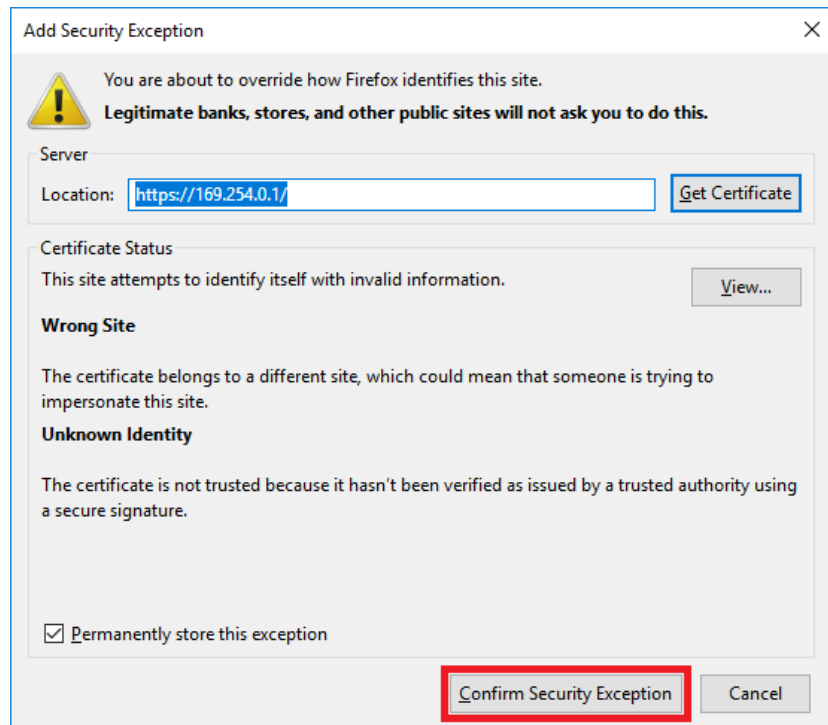 Add Security Exception
You are about to override how Firefox identifies this site.
Legitimate banks, stores, and other public sites will not ask you to do this.
Server
Location: https://169.254.0.1/ Get Certificate
Certificate Status
This site attempts to identify itself with invalid information.
View...
Wrong Site
The certificate belongs to a different site, which could mean that someone is trying to
impersonate this site.
Unknown Identity
The certificate is not trusted because it hasn't been verified as issued by a trusted authority using
a secure signature.
Permanently store this exception
Confirm Security Exception Cancel